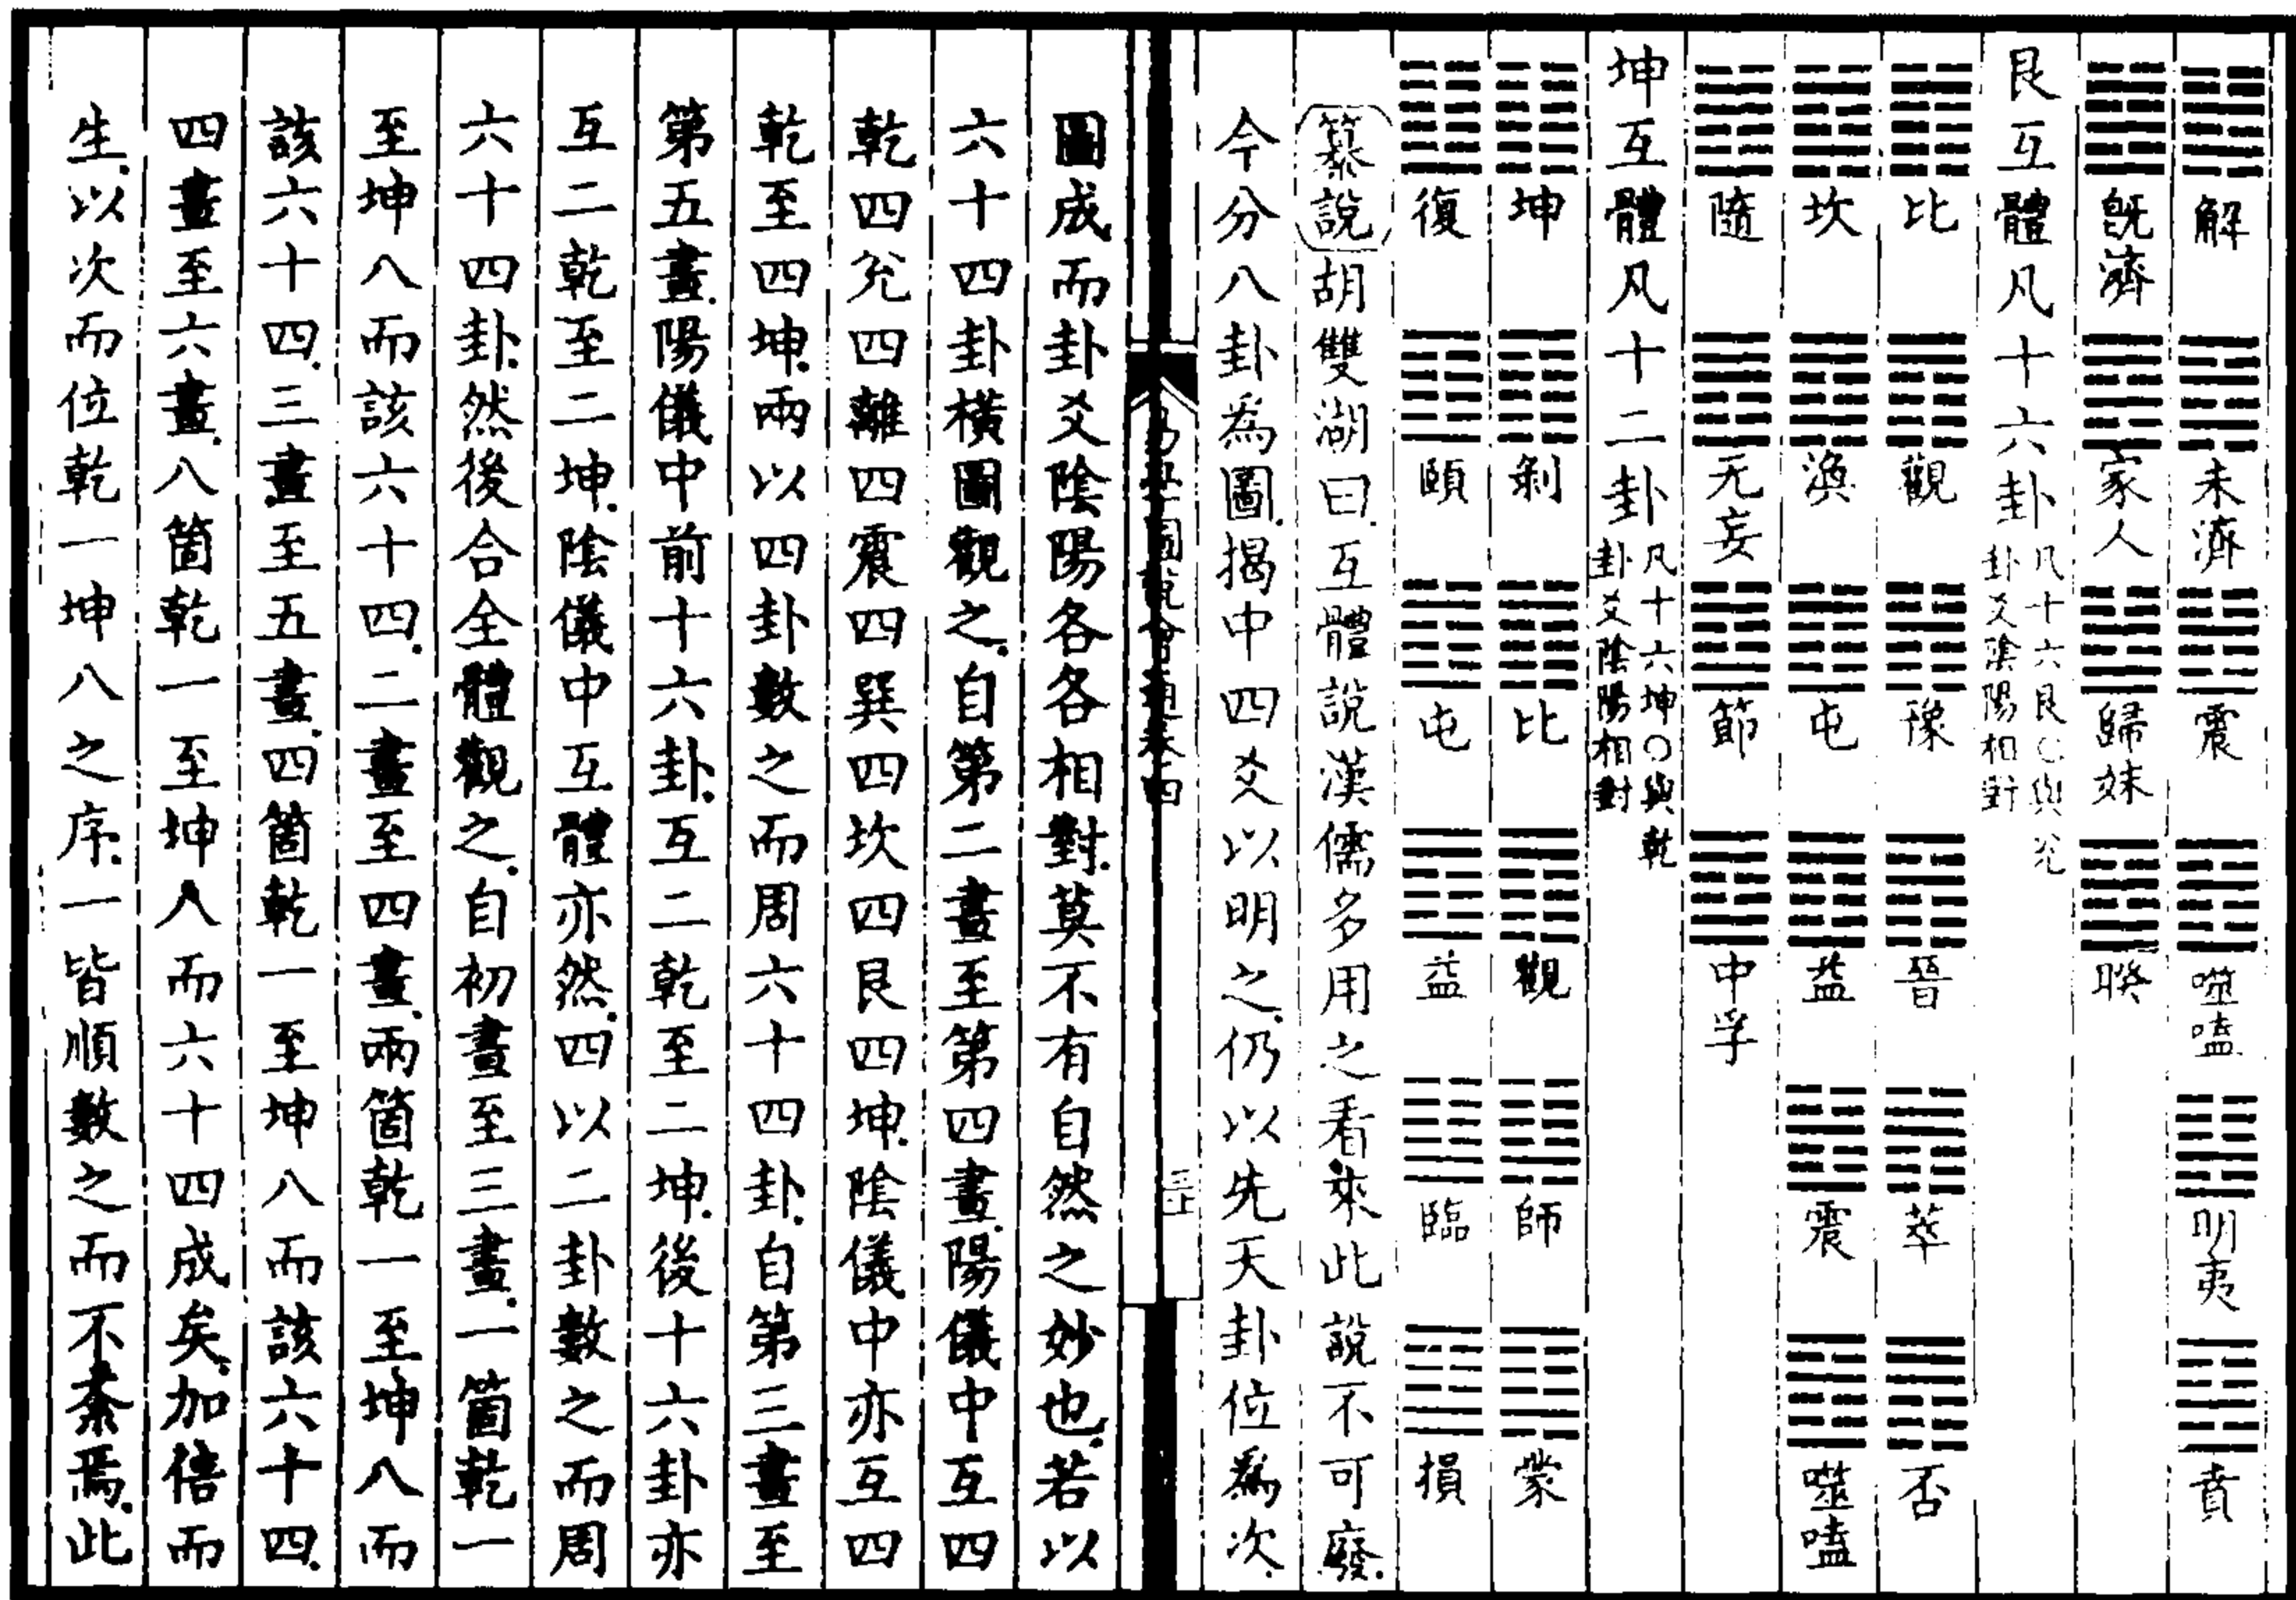 解　未濟　震　噬嗑　明夷　賁
既濟　家人　歸妹　睽
艮互體凡十六卦凡十六艮○與兌卦爻陰陽相對
比　觀　豫　晉　萃　否
坎　渙　屯　益　震　噬嗑
隨　无妄　節　中孚
坤互體凡十二卦凡十六坤○與乾卦爻陰陽相對
坤　剝　比　觀　師　蒙
復　頤　屯　益　臨　損
纂說胡雙湖曰互體說漢儒多用之看來此說不可廢
今分八卦為圖揭中四爻以明之仍以先天卦位為次
易學圖說會通卷四
圖成而卦爻陰陽各各相對莫不有自然之妙也若以
六十四卦橫圖觀之自第二畫至第四畫陽儀中互四
乾四兌四離四震四巽四坎四艮四坤陰儀中亦互四
乾至四坤兩以四卦數之而周六十四卦自第三畫至
第五畫陽儀中前十六卦互二乾至二坤後十六卦亦
互二乾至二坤陰儀中互體亦然四以二卦數之而周
六十四卦然後合全體觀之自初畫至三畫一箇乾一
至坤八而該六十四二畫至四畫兩箇乾一至坤八而
該六十四三畫至五畫四箇乾一至坤八而該六十四
四畫至六畫八箇乾一至坤八而六十四成矣加倍而
生以次而位乾一坤八之序一皆順數之而不紊焉此